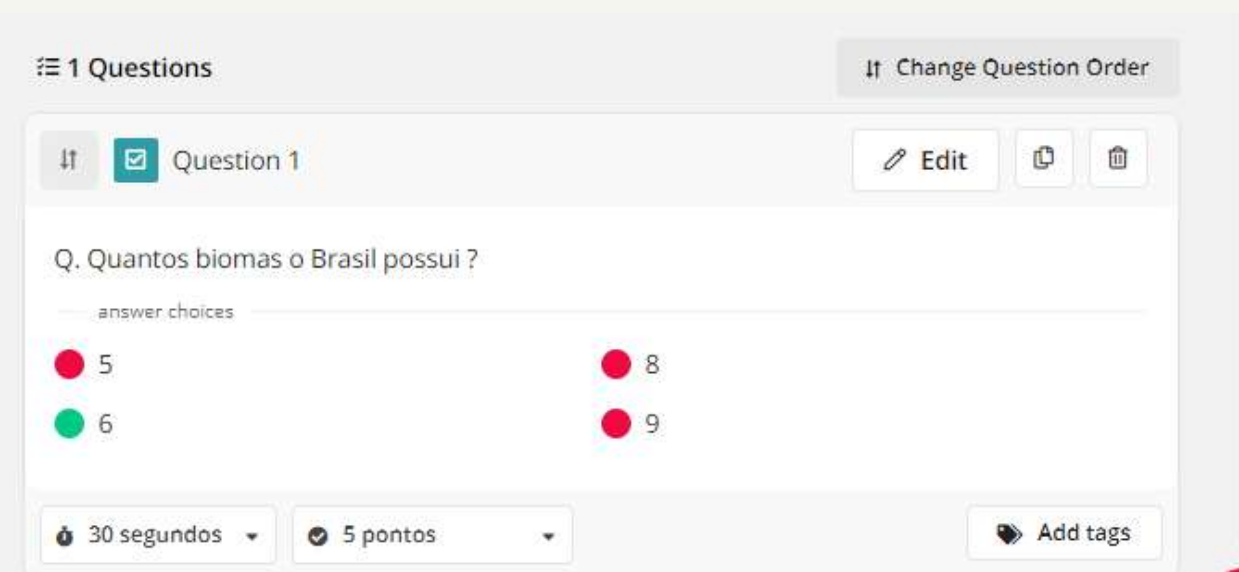 1 Questions
Change Question Order
Question 1
Edit
Q. Quantos biomas o Brasil possui ?
answer choices
5
8
6
9
30 segundos
5 pontos
Add tags